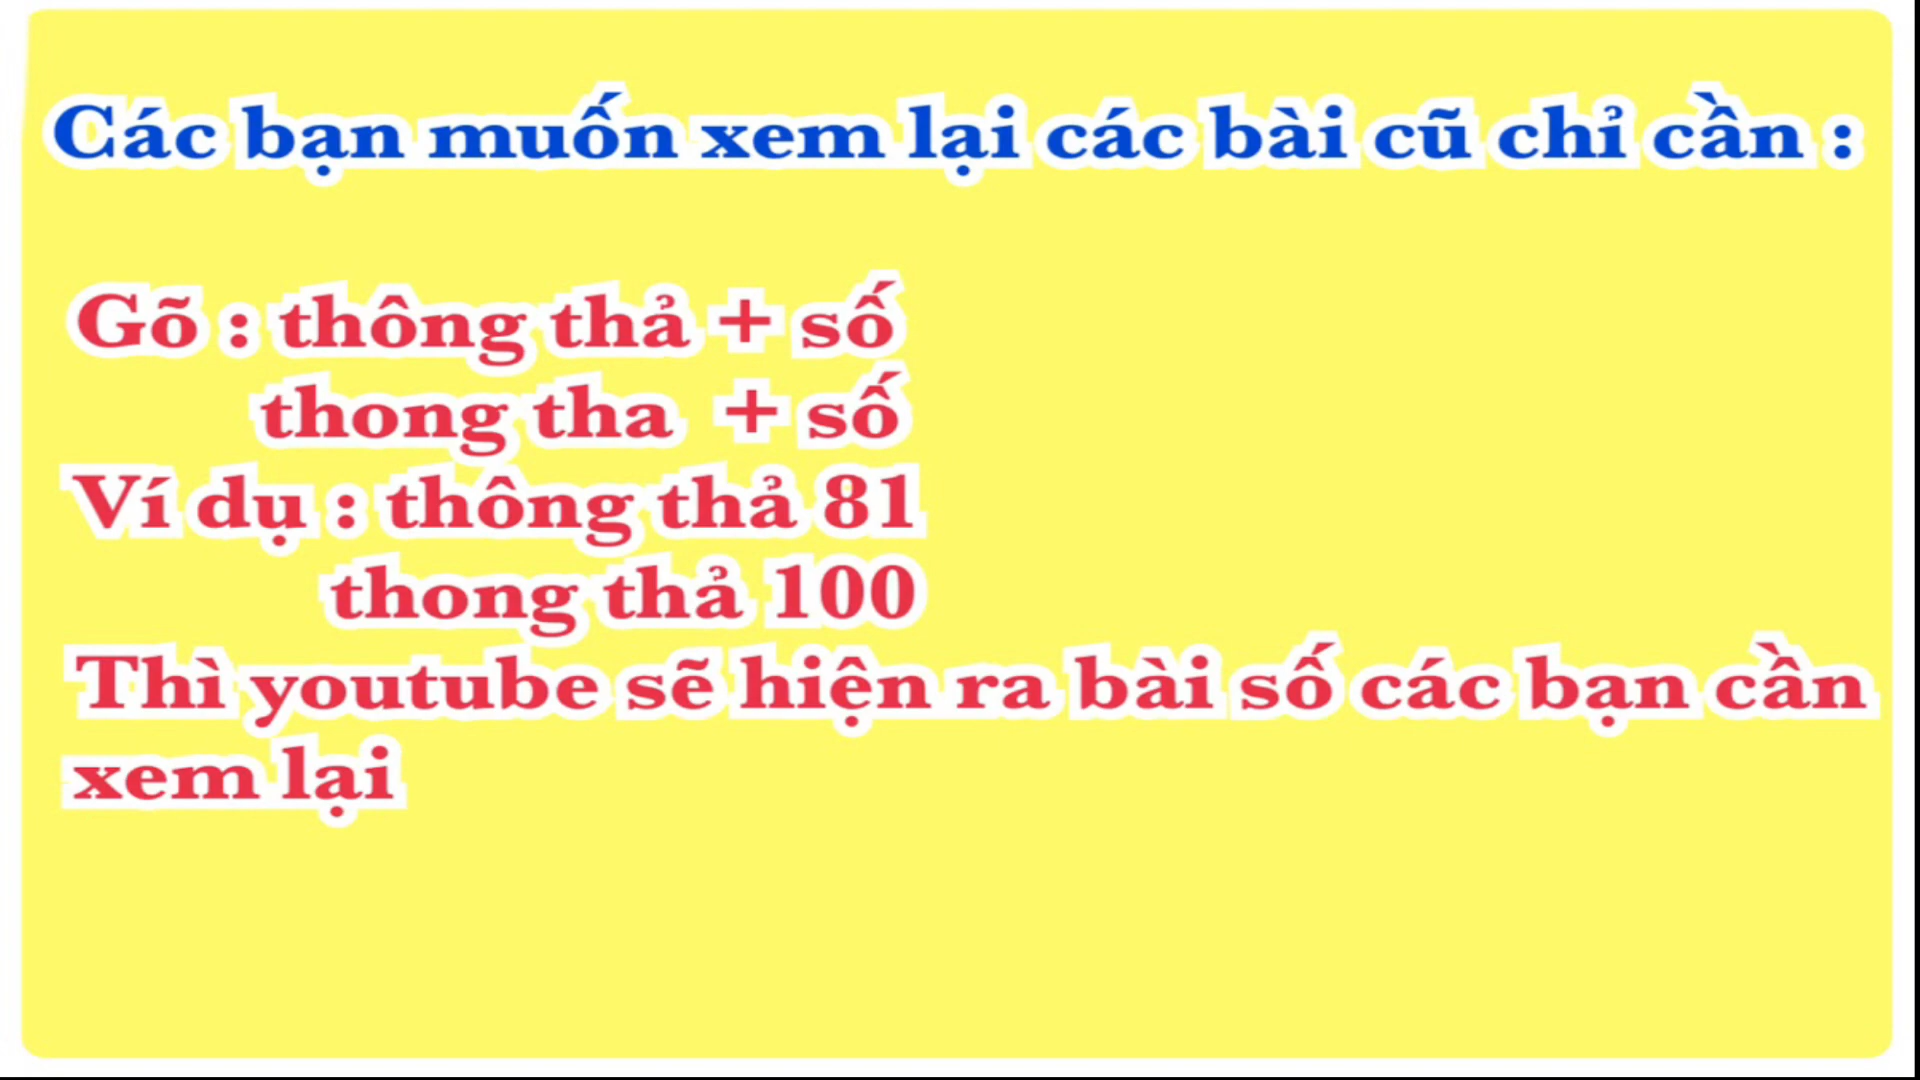 Các bạn muốn xem lại các bài cũ chỉ cần :
Gõ : thông thả + số
thong tha + số
Ví dụ : thông thả 81
thong thả 100
Thì youtube sẽ hiện ra bài số các bạn cần
xem lại